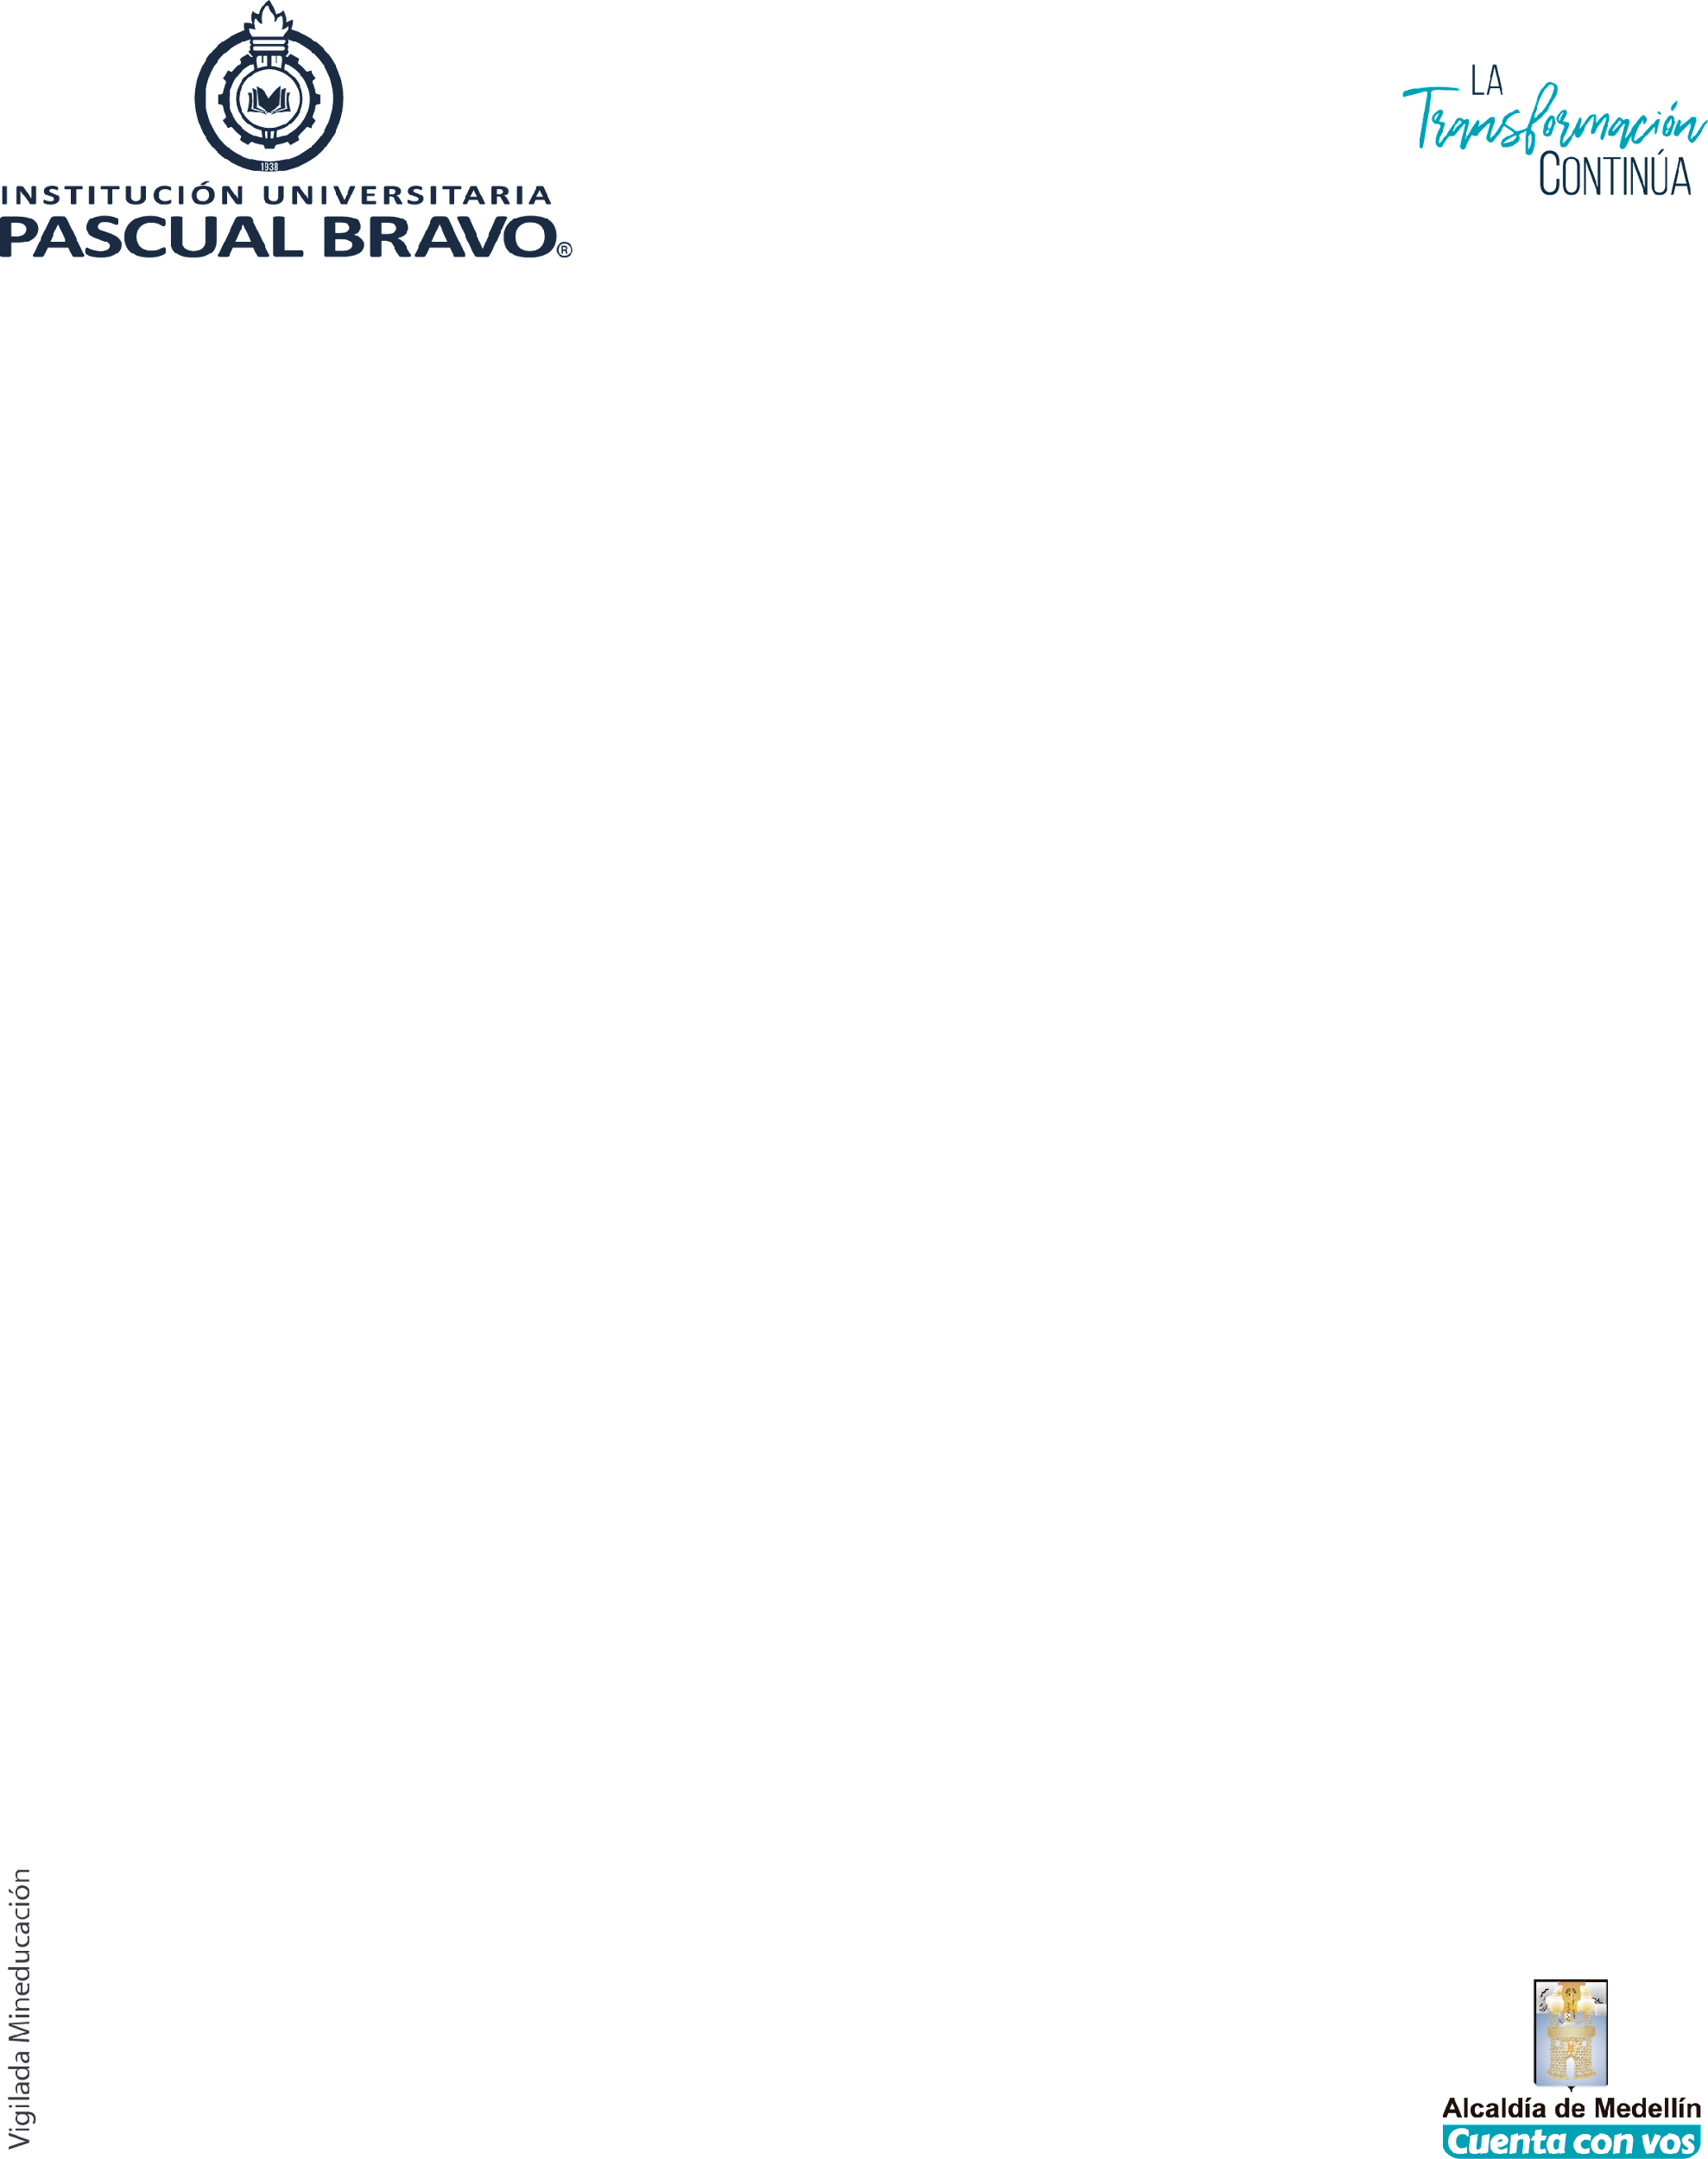 1938
INSTITUCIÓN UNIVERSITARIA
PASCUAL BRAVO®
LA
Transformación
CONTINÚA
Vigilada Mineducación
Alcaldía de Medellín
Cuenta con vos